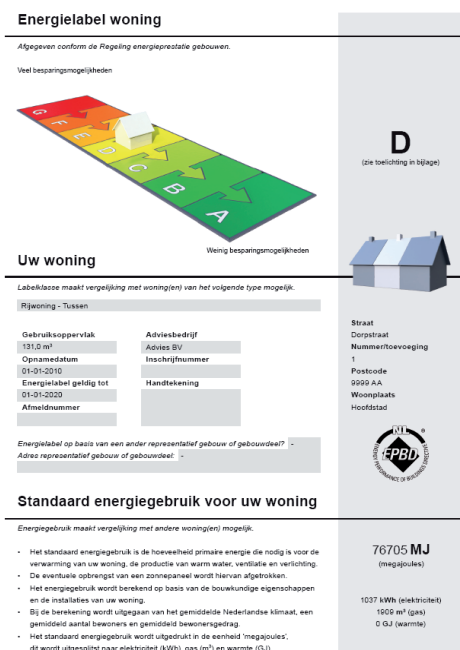 Energielabel woning
Afgegeven conform de Regeling energieprestatie gebouwen.
Veel besparingsmogelijkheden
G
F
E
D
C
B
A
Weinig besparingsmogelijkheden
D
(zie toelichting in bijlage)
Uw woning
Labelklasse maakt vergelijking met woning(en) van het volgende type mogelijk.
Rijwoning - Tussen
Gebruiksoppervlak
131,0 m²
Opnamedatum
01-01-2010
Energielabel geldig tot
01-01-2020
Afmeldnummer
Adviesbedrijf
Advies BV
Inschrijfnummer
Handtekening
Energielabel op basis van een ander representatief gebouw of gebouwdeel? -
Adres representatief gebouw of gebouwdeel: -
Straat
Dorpstraat
Nummer/toevoeging
1
Postcode
9999 AA
Woonplaats
Hoofdstad
NL ®
EPBD
ENERGY PERFORMANCE OF BUILDINGS
Standaard energiegebruik voor uw woning
Energiegebruik maakt vergelijking met andere woning(en) mogelijk.
- Het standaard energiegebruik is de hoeveelheid primaire energie die nodig is voor de
verwarming van uw woning, de productie van warm water, ventilatie en verlichting.
- De eventuele opbrengst van een zonnepaneel wordt hiervan afgetrokken.
- Het energiegebruik wordt berekend op basis van de bouwkundige eigenschappen
en de installaties van uw woning.
- Bij de berekening wordt uitgegaan van het gemiddelde Nederlandse klimaat, een
gemiddeld aantal bewoners en gemiddeld bewonersgedrag.
- Het standaard energiegebruik wordt uitgedrukt in de eenheid 'megajoules',
dit wordt uitgesplitst naar elektriciteit (kWh), gas (m³) en warmte (GJ).
76705 MJ
(megajoules)
1037 kWh (elektriciteit)
1909 m³ (gas)
0 GJ (warmte)